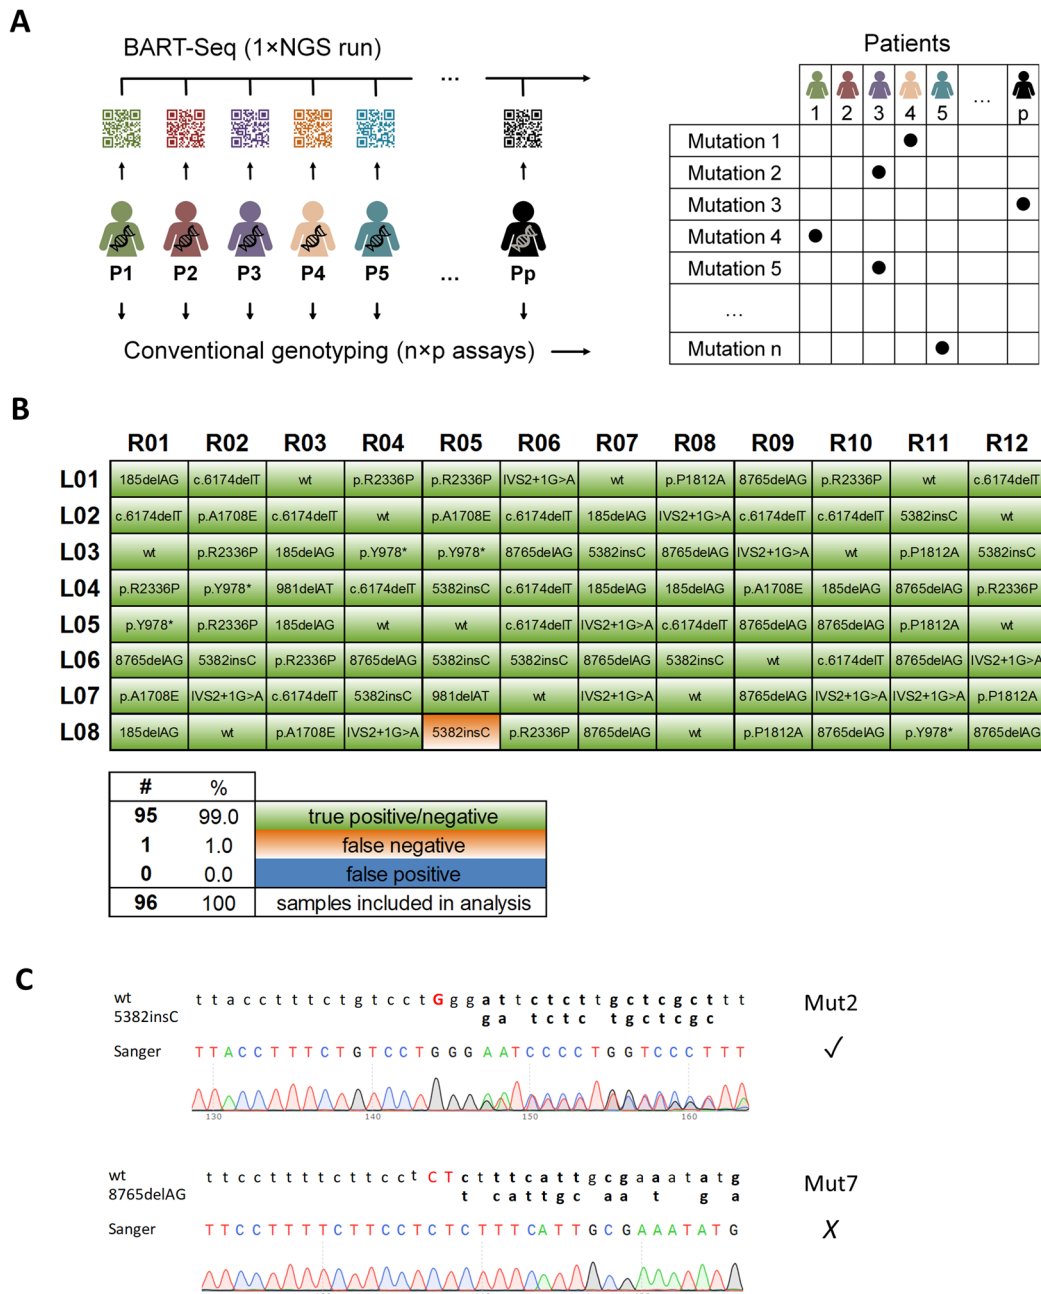 A
BART-Seq (1×NGS run)
...
P1 P2 P3 P4 P5 ... Pp
Conventional genotyping (n×p assays)
Patients
1 2 3 4 5 ... p
Mutation 1
Mutation 2
Mutation 3
Mutation 4
Mutation 5
...
Mutation n
B
R01 R02 R03 R04 R05 R06 R07 R08 R09 R10 R11 R12
L01 185delAG c.6174delT wt p.R2336P p.R2336P IVS2+1G>A wt p.P1812A 8765delAG p.R2336P wt c.6174delT
L02 c.6174delT p.A1708E c.6174delT wt p.A1708E c.6174delT 185delAG IVS2+1G>A c.6174delT c.6174delT 5382insC wt
L03 wt p.R2336P 185delAG p.Y978* p.Y978* 8765delAG 5382insC 8765delAG IVS2+1G>A wt p.P1812A 5382insC
L04 p.R2336P p.Y978* 981delAT c.6174delT 5382insC c.6174delT 185delAG 185delAG p.A1708E 185delAG 8765delAG p.R2336P
L05 p.Y978* p.R2336P 185delAG wt wt c.6174delT IVS2+1G>A c.6174delT 8765delAG 8765delAG p.P1812A wt
L06 8765delAG 5382insC p.R2336P 8765delAG 5382insC 5382insC 8765delAG 5382insC wt c.6174delT 8765delAG IVS2+1G>A
L07 p.A1708E IVS2+1G>A c.6174delT 5382insC 981delAT wt IVS2+1G>A wt 8765delAG IVS2+1G>A IVS2+1G>A p.P1812A
L08 185delAG wt p.A1708E IVS2+1G>A 5382insC p.R2336P 8765delAG wt p.P1812A 8765delAG p.Y978* 8765delAG
# %
95 99.0 true positive/negative
1 1.0 false negative
0 0.0 false positive
96 100 samples included in analysis
C
wt t t a c c t t t c t g t c c t G g g a t t c t c t t g c t c g c t t t
5382insC g a t c t c t g c t c g c
Mut2
Sanger T T A C C T T T C T G T C C T G G G A A T C C C C T G G T C C C T T T
✓
130 140 150 160
wt t t c c t t t t c t t c c t C T c t t t c a t t g c g a a a t a t g
8765delAG t c a t t g c a a t g a
Mut7
Sanger T T C C T T T T C T T C C T C T C T T T C A T T G C G A A A T A T G
X